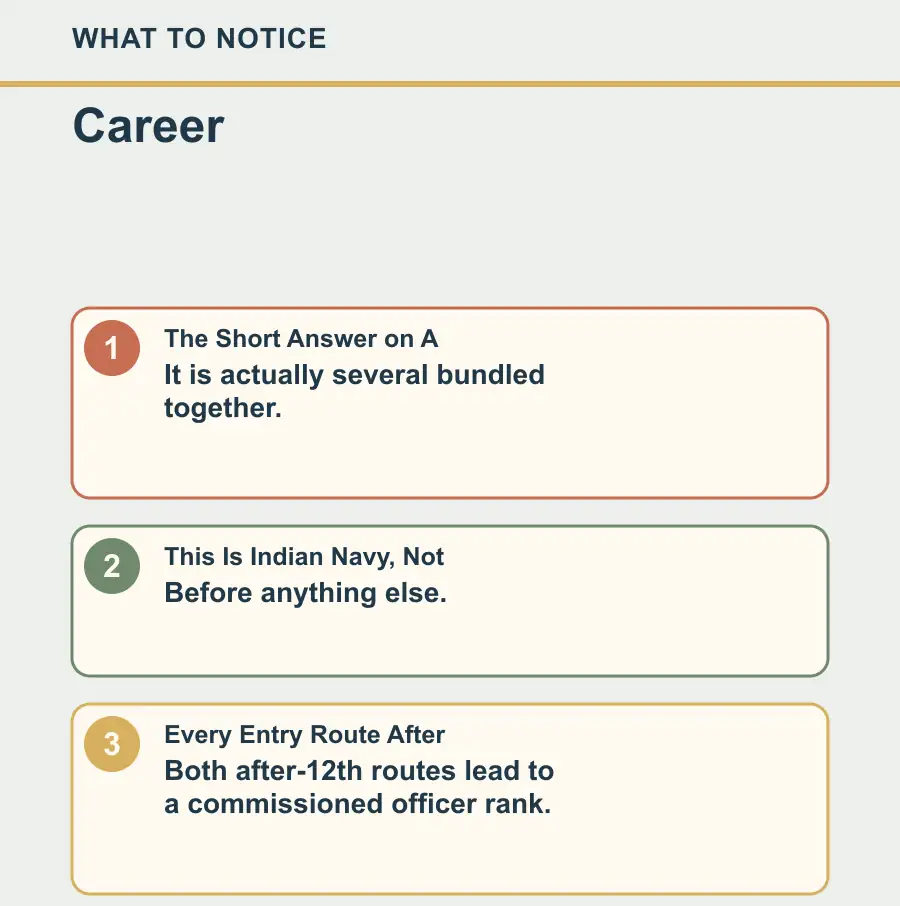 WHAT TO NOTICE
Career
1
The Short Answer on A
It is actually several bundled
together.
2
This Is Indian Navy, Not
Before anything else.
3
Every Entry Route After
Both after-12th routes lead to
a commissioned officer rank.